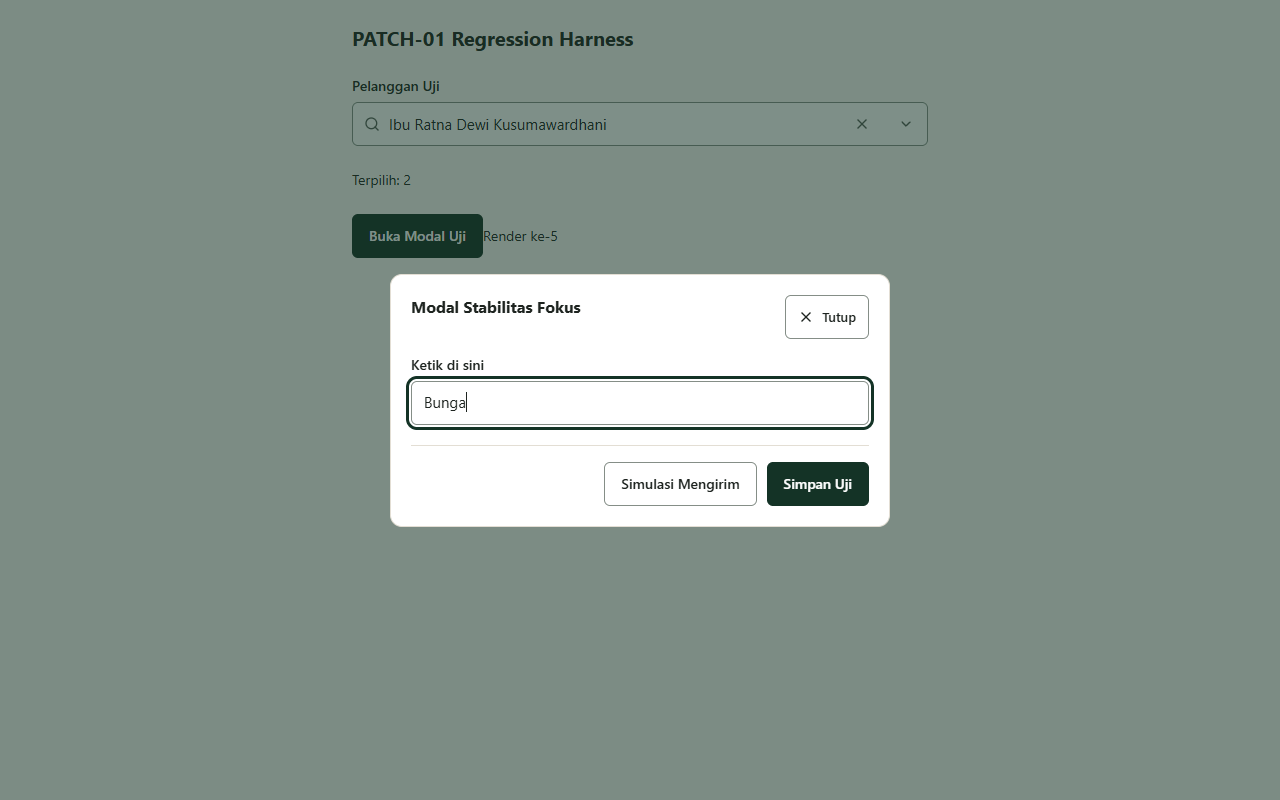 PATCH-01 Regression Harness
Pelanggan Uji
Ibu Ratna Dewi Kusumawardhani
Terpilih: 2
Buka Modal Uji Render ke-5
Modal Stabilitas Fokus
Tutup
Ketik di sini
Bunga
Simulasi Mengirim
Simpan Uji